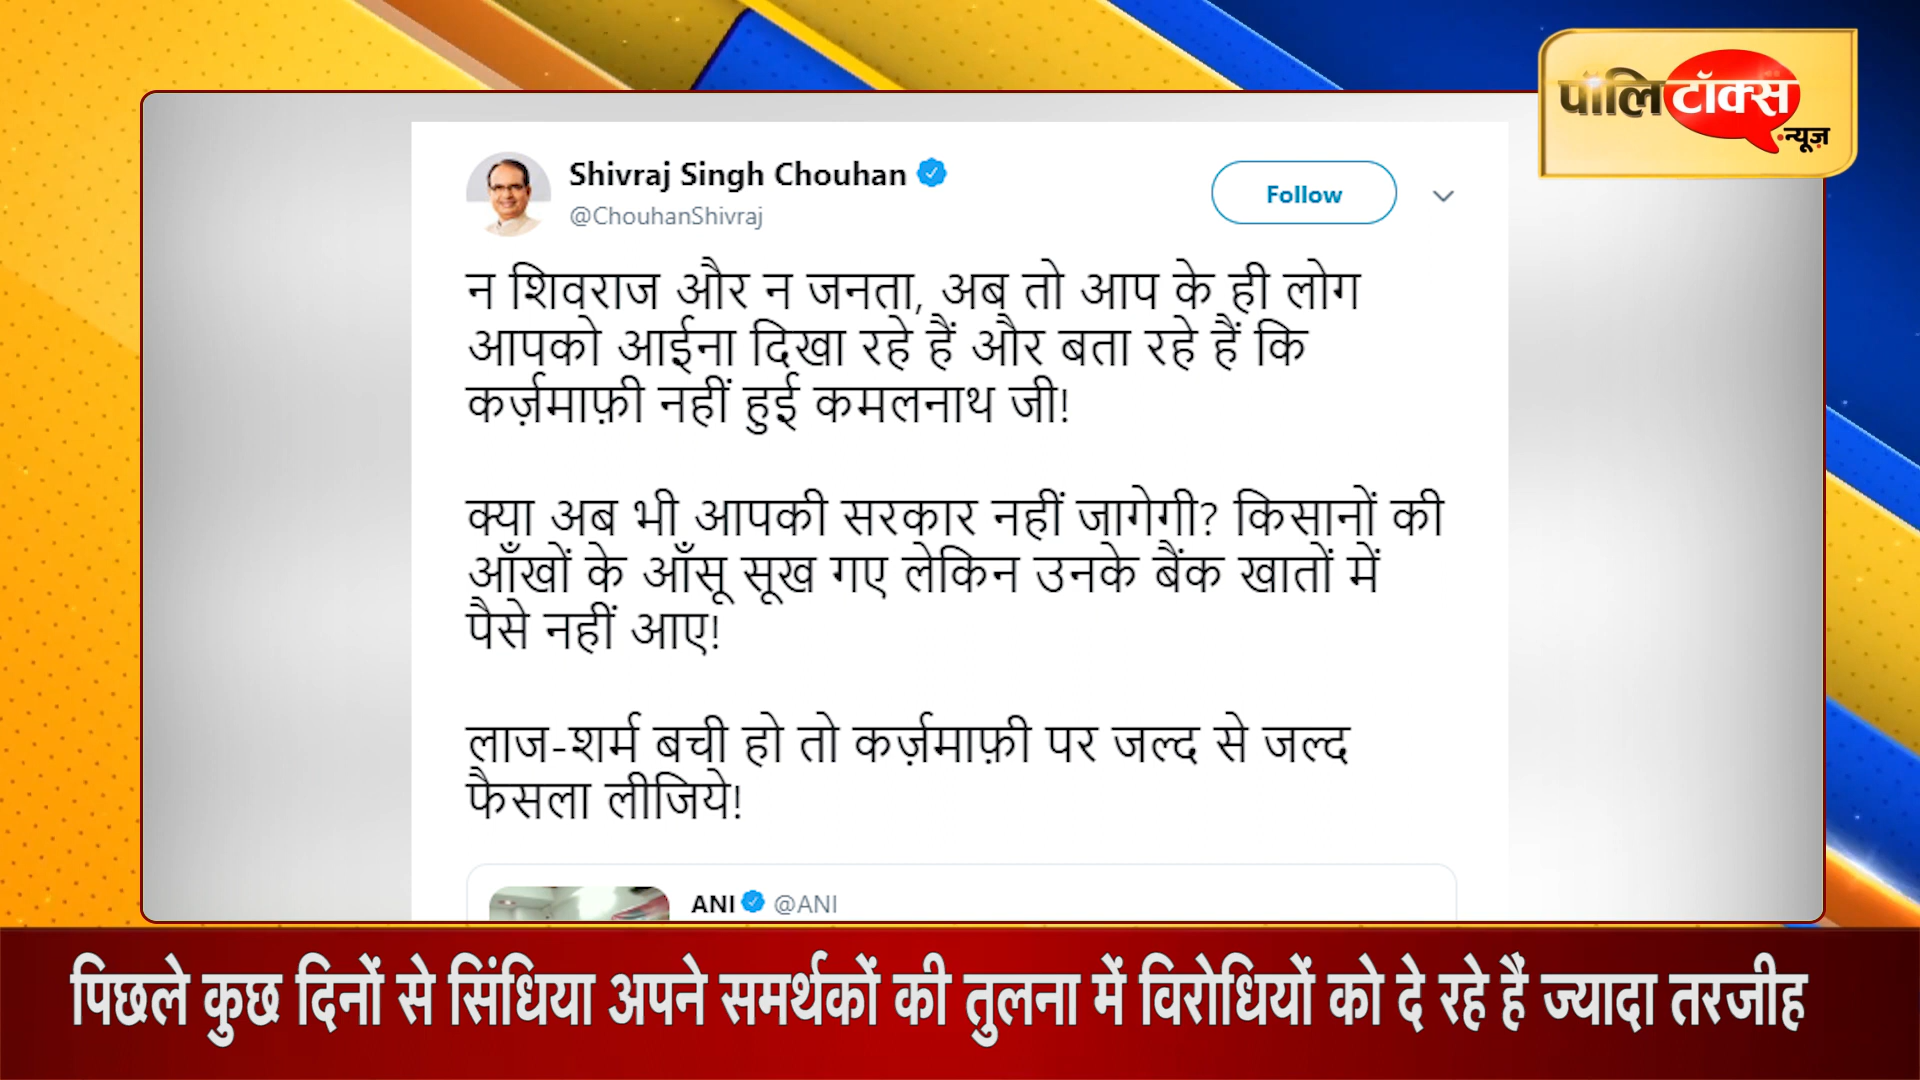 पॉलिटॉक्स
न्यूज़
Shivraj Singh Chouhan
@ChouhanShivraj
Follow
न शिवराज और न जनता, अब तो आप के ही लोग
आपको आईना दिखा रहे हैं और बता रहे हैं कि
कर्ज़माफ़ी नहीं हुई कमलनाथ जी!
क्या अब भी आपकी सरकार नहीं जागेगी? किसानों की
आँखों के आँसू सूख गए लेकिन उनके बैंक खातों में
पैसे नहीं आए!
लाज-शर्म बची हो तो कर्ज़माफ़ी पर जल्द से जल्द
फैसला लीजिये!
ANI @ANI
पिछले कुछ दिनों से सिंधिया अपने समर्थकों की तुलना में विरोधियों को दे रहे हैं ज्यादा तरजीह